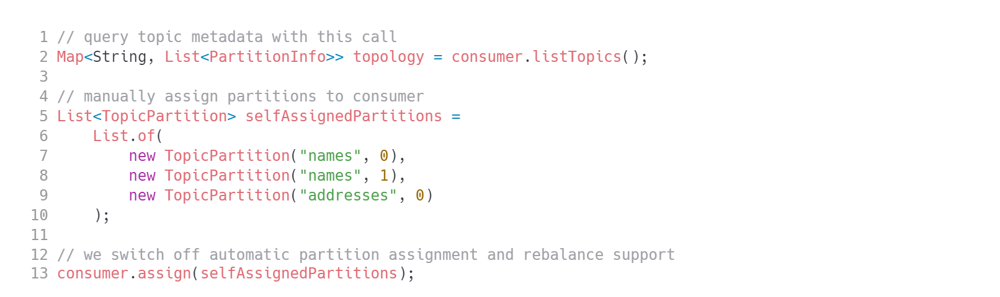 1 // query topic metadata with this call
2 Map<String, List<PartitionInfo>> topology = consumer.listTopics();
3
4 // manually assign partitions to consumer
5 List<TopicPartition> selfAssignedPartitions =
6     List.of(
7         new TopicPartition("names", 0),
8         new TopicPartition("names", 1),
9         new TopicPartition("addresses", 0)
10     );
11
12 // we switch off automatic partition assignment and rebalance support
13 consumer.assign(selfAssignedPartitions);